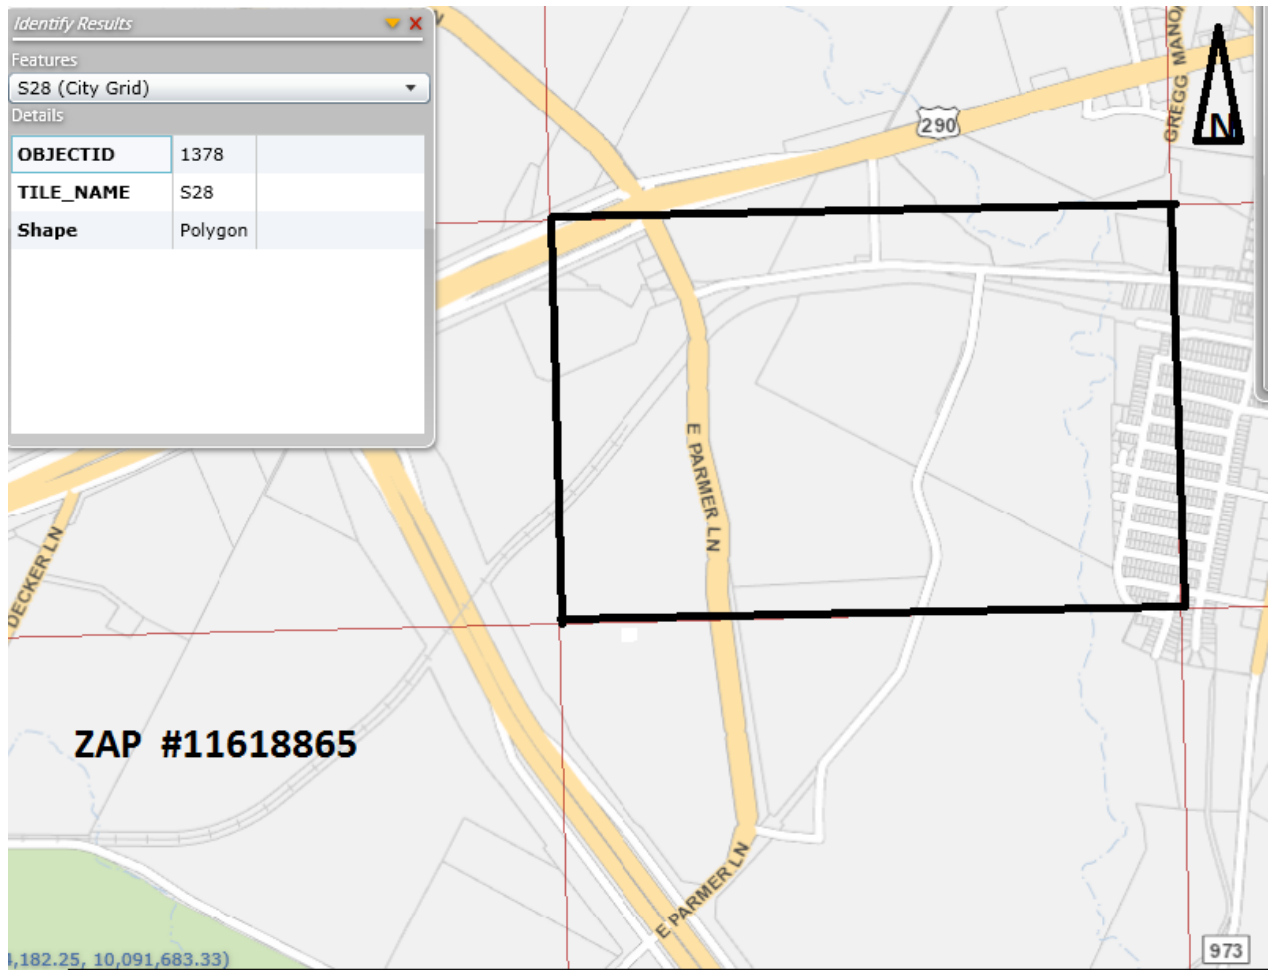 Identify Results
Features
S28 (City Grid)
Details
OBJECTID 1378
TILE_NAME S28
Shape Polygon
290
GREGG MANO
N
E PARMER LN
DECKER LN
ZAP #11618865
E PARMER LN
973
,182.25, 10,091,683.33)